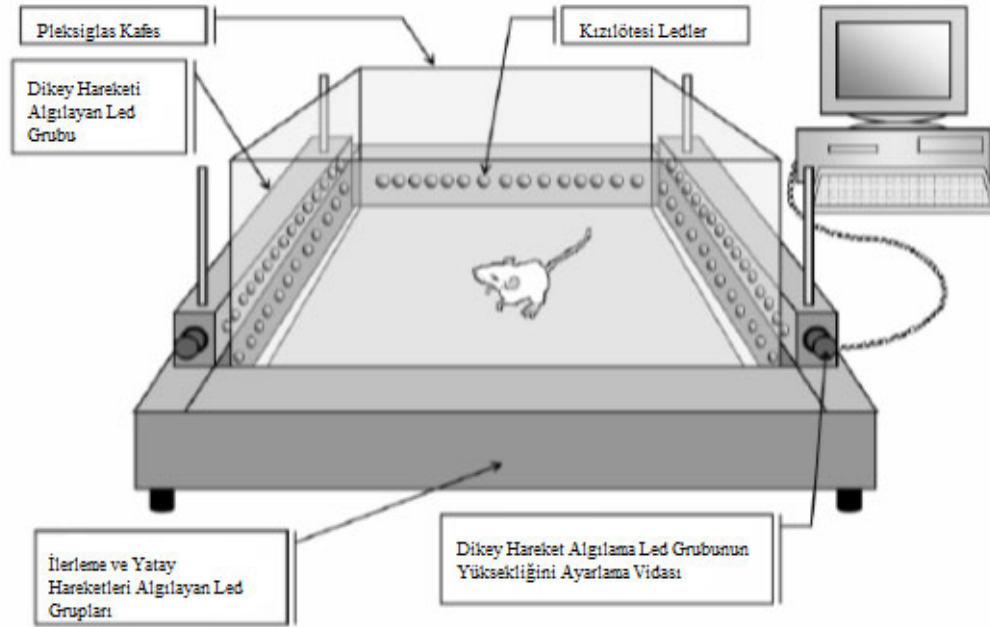 Pleksiglas Kafes
Kızılötesi Ledler
Dikey Hareketi
Algılayan Led
Grubu
İlerleme ve Yatay
Hareketleri Algılayan Led
Grupları
Dikey Hareket Algılama Led Grubunun
Yüksekliğini Ayarlama Vidası